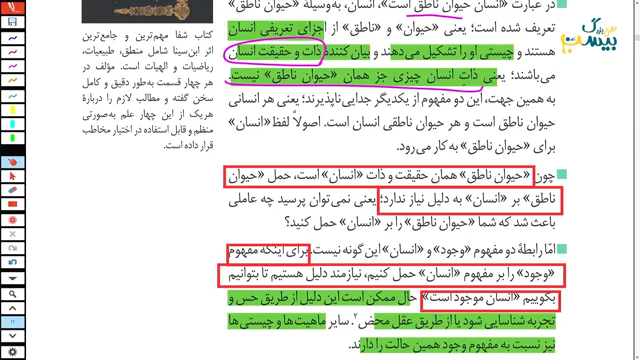 در عبارت «انسان حیوان ناطق است»، انسان، به‌وسیلهٔ «حیوان ناطق»
تعریف شده است؛ یعنی «حیوان» و «ناطق» از اجزای تعریفی انسان
هستند و چیستی او را تشکیل می‌دهند و بیان کنندهٔ ذات و حقیقت انسان
می‌باشند؛ یعنی ذاتِ انسان چیزی جز همان «حیوان ناطق» نیست.
به همین جهت، این دو مفهوم از یکدیگر جدایی‌ناپذیرند؛ یعنی هر انسانی
حیوان ناطق است و هر حیوان ناطقی انسان است. اصولاً لفظ «انسان»
برای «حیوان ناطق» به کار می‌رود.
چون «حیوان ناطق» همان حقیقت و ذات «انسان» است، حمل «حیوان
ناطق» بر «انسان» به دلیل نیاز ندارد؛ یعنی نمی‌توان پرسید چه عاملی
باعث شد که شما «حیوان ناطق» را بر «انسان» حمل کنید؟
امّا رابطهٔ دو مفهوم «وجود» و «انسان» این گونه نیست. برای اینکه مفهوم
«وجود» را بر مفهوم «انسان» حمل کنیم، نیازمند دلیل هستیم تا بتوانیم
بگوییم «انسان موجود است» حال ممکن است این دلیل از طریق حس و
تجربه شناسایی شود یا از طریق عقل محض۲. سایر ماهیت‌ها و چیستی‌ها
نیز نسبت به مفهوم وجود همین حالت را دارند.
کتاب شفا مهم‌ترین و جامع‌ترین
اثر ابن‌سینا شامل منطق، طبیعیات،
ریاضیات و الهیات است. مؤلف در
هر چهار قسمت به‌طور دقیق و کامل
سخن گفته و مطالب لازم را دربارهٔ
هریک از این چهار علم به‌صورتی
منظم و قابل استفاده در اختیار مخاطب
قرار داده است.